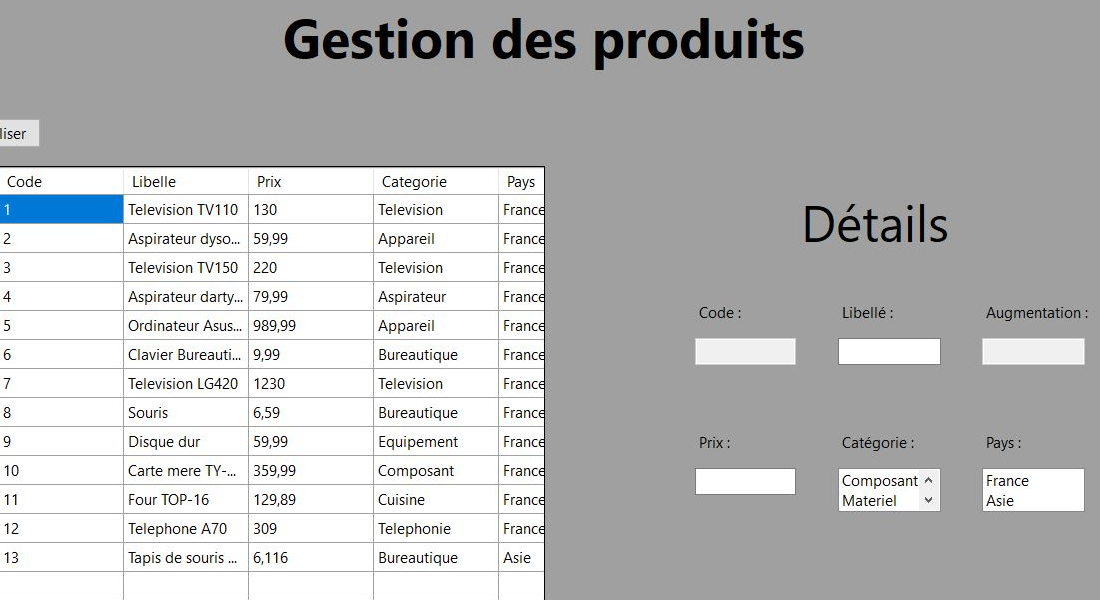 Gestion des produits
liser
Code Libelle Prix Categorie Pays
1 Television TV110 130 Television France
2 Aspirateur dyso... 59,99 Appareil France
3 Television TV150 220 Television France
4 Aspirateur darty... 79,99 Aspirateur France
5 Ordinateur Asus... 989,99 Appareil France
6 Clavier Bureauti... 9,99 Bureautique France
7 Television LG420 1230 Television France
8 Souris 6,59 Bureautique France
9 Disque dur 59,99 Equipement France
10 Carte mere TY-... 359,99 Composant France
11 Four TOP-16 129,89 Cuisine France
12 Telephone A70 309 Telephonie France
13 Tapis de souris ... 6,116 Bureautique Asie
Détails
Code : Libellé : Augmentation :
Prix : Catégorie : Pays :
Composant France
Materiel Asie